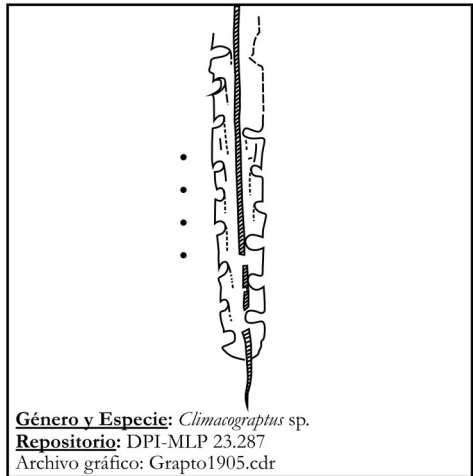 Género y Especie: Climacograptus sp.
Repositorio: DPI-MLP 23.287
Archivo gráfico: Grapto1905.cdr